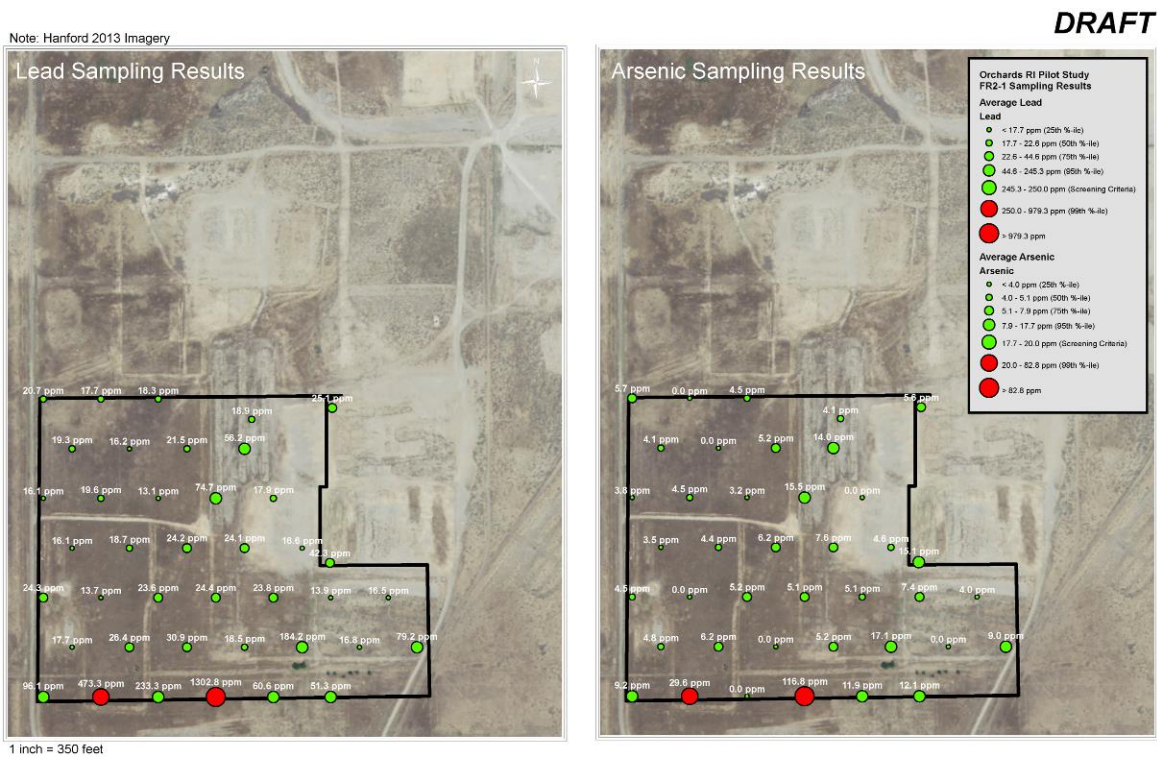 DRAFT
Note: Hanford 2013 Imagery
Lead Sampling Results
N
20.7 ppm 17.7 ppm 18.3 ppm
25.1 ppm
18.9 ppm
19.3 ppm 16.2 ppm 21.5 ppm 56.2 ppm
16.1 ppm 19.6 ppm 13.1 ppm 74.7 ppm 17.9 ppm
16.1 ppm 18.7 ppm 24.2 ppm 24.1 ppm 16.6 ppm
42.3 ppm
24.3 ppm 13.7 ppm 23.6 ppm 24.4 ppm 23.8 ppm 13.9 ppm 16.5 ppm
17.7 ppm 26.4 ppm 30.9 ppm 18.5 ppm 184.2 ppm 16.8 ppm 79.2 ppm
96.1 ppm 473.3 ppm 233.3 ppm 1302.8 ppm 60.6 ppm 51.3 ppm
1 inch = 350 feet
Arsenic Sampling Results
5.7 ppm 0.0 ppm 4.5 ppm
5.6 ppm
4.1 ppm
4.1 ppm 0.0 ppm 5.2 ppm 14.0 ppm
3.8 ppm 4.5 ppm 3.2 ppm 15.5 ppm 0.0 ppm
3.5 ppm 4.4 ppm 6.2 ppm 7.6 ppm 4.6 ppm
15.1 ppm
4.5 ppm 0.0 ppm 5.2 ppm 5.1 ppm 5.1 ppm 7.4 ppm 4.0 ppm
4.8 ppm 6.2 ppm 0.0 ppm 5.2 ppm 17.1 ppm 0.0 ppm 9.0 ppm
9.2 ppm 29.6 ppm 0.0 ppm 116.8 ppm 11.9 ppm 12.1 ppm
Orchards RI Pilot Study
FR2-1 Sampling Results
Average Lead
Lead
< 17.7 ppm (25th %-ile)
17.7 - 22.6 ppm (50th %-ile)
22.6 - 44.6 ppm (75th %-ile)
44.6 - 245.3 ppm (95th %-ile)
245.3 - 250.0 ppm (Screening Criteria)
250.0 - 979.3 ppm (99th %-ile)
> 979.3 ppm
Average Arsenic
Arsenic
< 4.0 ppm (25th %-ile)
4.0 - 5.1 ppm (50th %-ile)
5.1 - 7.9 ppm (75th %-ile)
7.9 - 17.7 ppm (95th %-ile)
17.7 - 20.0 ppm (Screening Criteria)
20.0 - 82.8 ppm (99th %-ile)
> 82.8 ppm